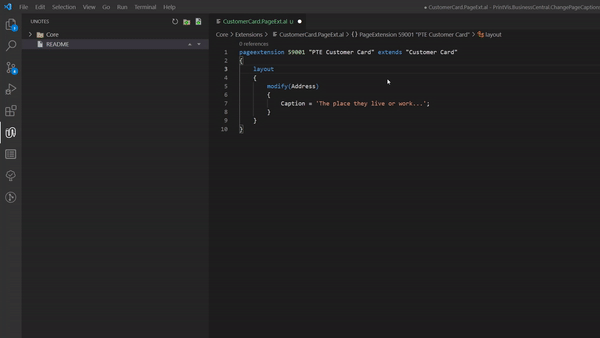 File Edit Selection View Go Run Terminal Help
CustomerCard.PageExt.al - PrintVis.BusinessCentral.ChangePageCaption
UNOTES
Core
README
CustomerCard.PageExt.al U
Core > Extensions > CustomerCard.PageExt.al > {} PageExtension 59001 "PTE Customer Card" > layout
0 references
1 pageextension 59001 "PTE Customer Card" extends "Customer Card"
2 {
3 layout
4 {
5 modify(Address)
6 {
7 Caption = 'The place they live or work...';
8 }
9 }
10 }